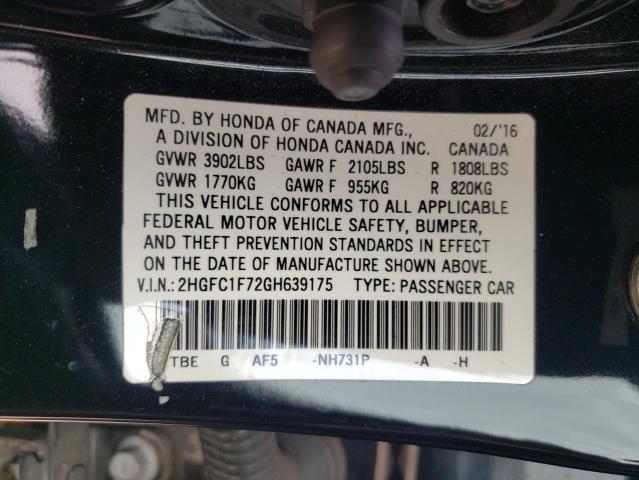 MFD. BY HONDA OF CANADA MFG., 02/'16
A DIVISION OF HONDA CANADA INC. CANADA
GVWR 3902LBS GAWR F 2105LBS R 1808LBS
GVWR 1770KG GAWR F 955KG R 820KG
THIS VEHICLE CONFORMS TO ALL APPLICABLE
FEDERAL MOTOR VEHICLE SAFETY, BUMPER,
AND THEFT PREVENTION STANDARDS IN EFFECT
ON THE DATE OF MANUFACTURE SHOWN ABOVE.
V.I.N.: 2HGFC1F72GH639175 TYPE: PASSENGER CAR
TBE G AF5 -NH731P -A -H